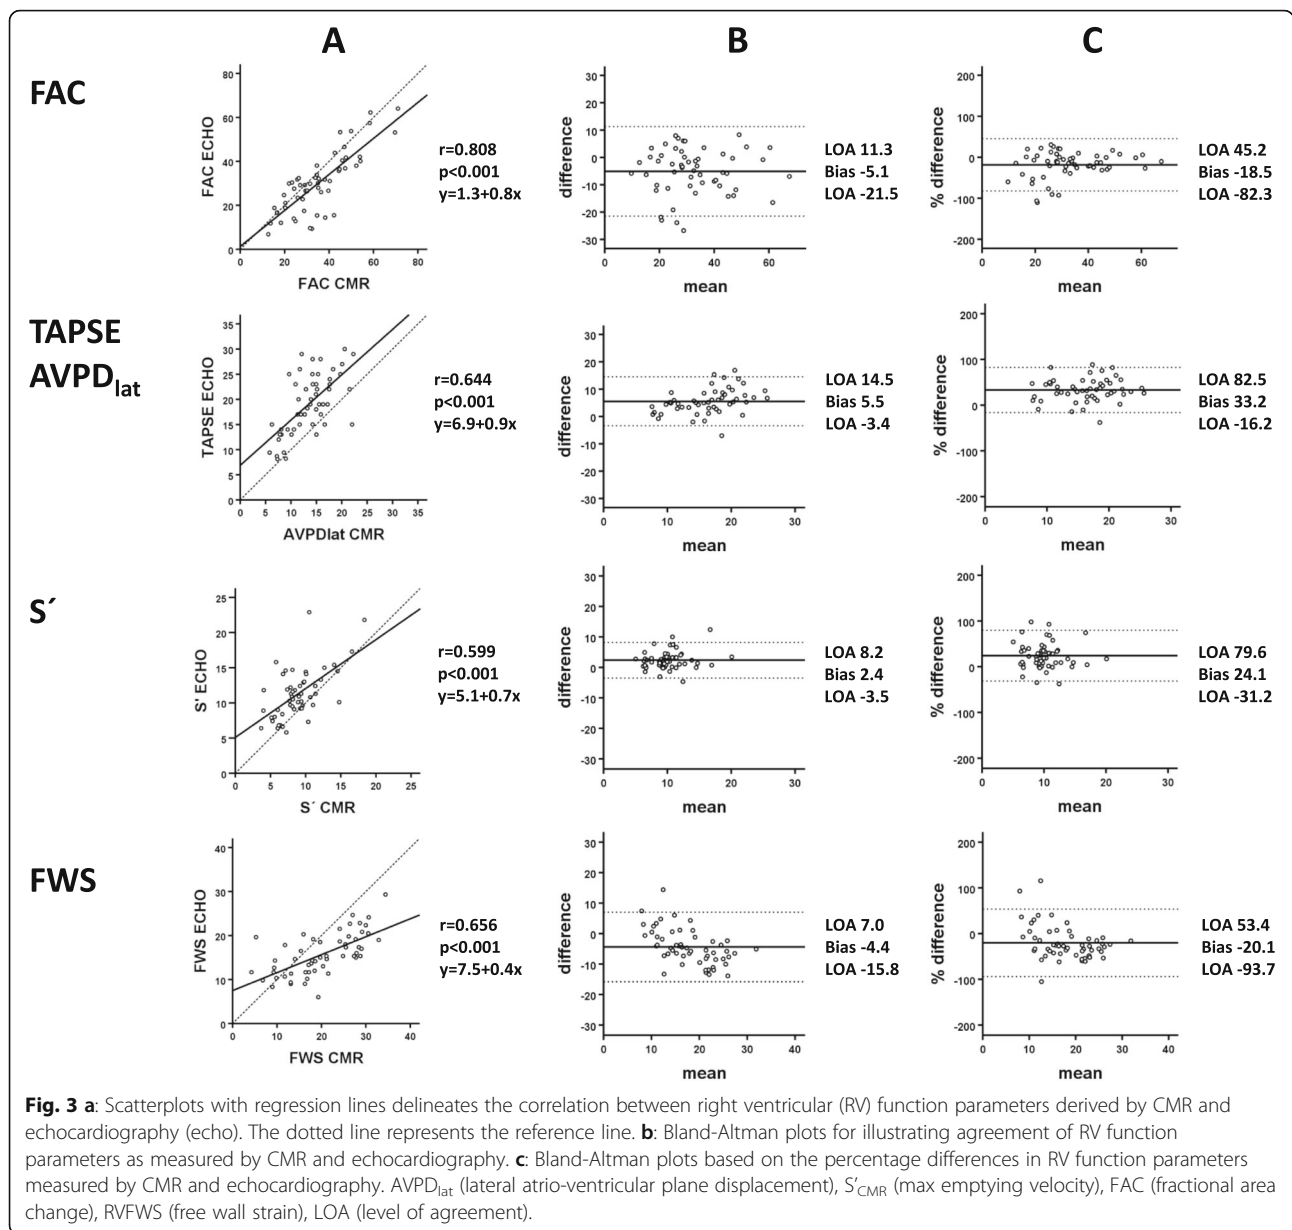 A
B
C
FAC
80
60
40
20
0
FAC ECHO
0 20 40 60 80
FAC CMR
r=0.808
p<0.001
y=1.3+0.8x
30
20
10
0
-10
-20
-30
difference
0 20 40 60
mean
LOA 11.3
Bias -5.1
LOA -21.5
200
100
0
-100
-200
% difference
0 20 40 60
mean
LOA 45.2
Bias -18.5
LOA -82.3
TAPSE
AVPDlat
35
30
25
20
15
10
5
0
TAPSE ECHO
0 5 10 15 20 25 30 35
AVPDlat CMR
r=0.644
p<0.001
y=6.9+0.9x
30
20
10
0
-10
-20
-30
difference
0 10 20 30
mean
LOA 14.5
Bias 5.5
LOA -3.4
200
100
0
-100
-200
% difference
0 10 20 30
mean
LOA 82.5
Bias 33.2
LOA -16.2
S´
25
20
15
10
5
0
S' ECHO
0 5 10 15 20 25
S´ CMR
r=0.599
p<0.001
y=5.1+0.7x
30
20
10
0
-10
-20
-30
difference
0 10 20 30
mean
LOA 8.2
Bias 2.4
LOA -3.5
200
100
0
-100
-200
% difference
0 10 20 30
mean
LOA 79.6
Bias 24.1
LOA -31.2
FWS
40
30
20
10
0
FWS ECHO
0 10 20 30 40
FWS CMR
r=0.656
p<0.001
y=7.5+0.4x
30
20
10
0
-10
-20
-30
difference
0 10 20 30 40
mean
LOA 7.0
Bias -4.4
LOA -15.8
200
100
0
-100
-200
% difference
0 10 20 30 40
mean
LOA 53.4
Bias -20.1
LOA -93.7
Fig. 3 a: Scatterplots with regression lines delineates the correlation between right ventricular (RV) function parameters derived by CMR and
echocardiography (echo). The dotted line represents the reference line. b: Bland-Altman plots for illustrating agreement of RV function
parameters as measured by CMR and echocardiography. c: Bland-Altman plots based on the percentage differences in RV function parameters
measured by CMR and echocardiography. AVPDlat (lateral atrio-ventricular plane displacement), S'CMR (max emptying velocity), FAC (fractional area
change), RVFWS (free wall strain), LOA (level of agreement).